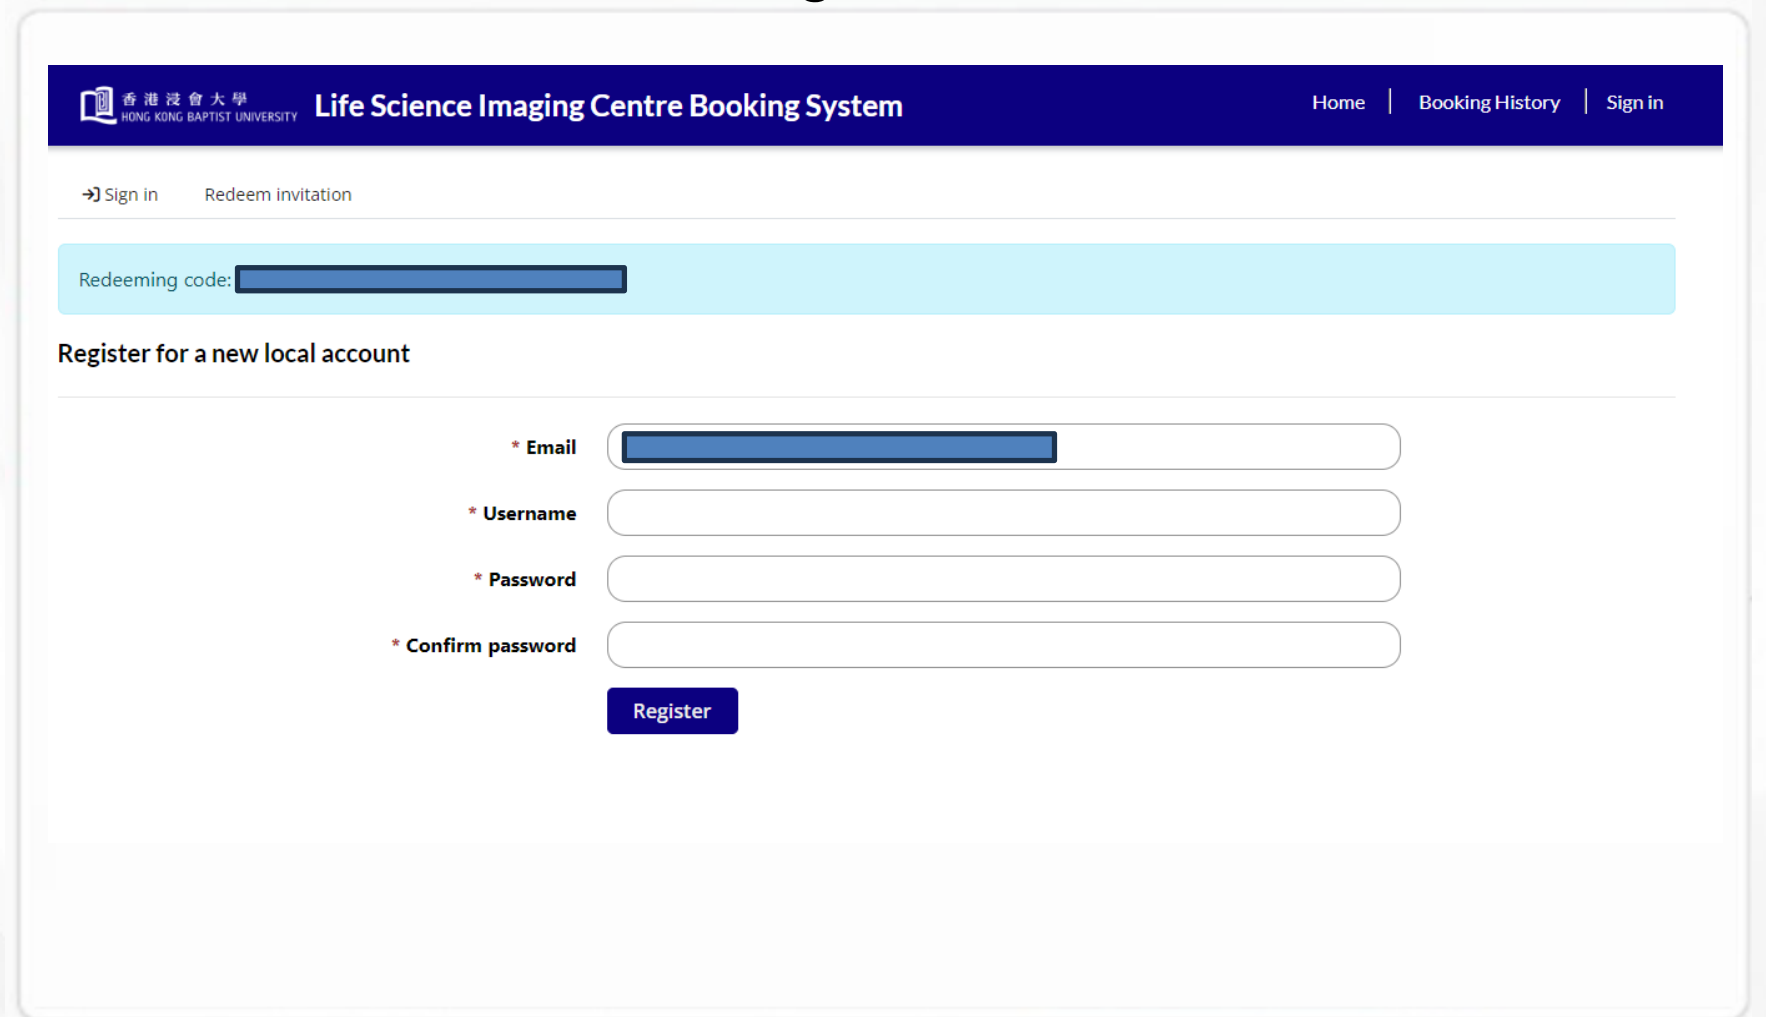 香港浸會大學
HONG KONG BAPTIST UNIVERSITY
Life Science Imaging Centre Booking System
Home | Booking History | Sign in
Sign in Redeem invitation
Redeeming code:
Register for a new local account
* Email
* Username
* Password
* Confirm password
Register